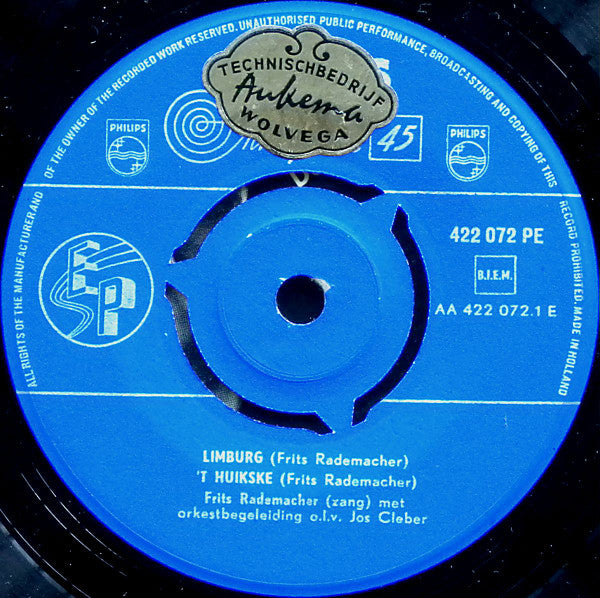 ALL RIGHTS OF THE MANUFACTURER AND OF THE OWNER OF THE RECORDED WORK RESERVED. UNAUTHORISED PUBLIC PERFORMANCE, BROADCASTING AND COPYING OF THIS RECORD PROHIBITED. MADE IN HOLLAND
TECHNISCHBEDRIJF
Aukema
WOLVEGA
PHILIPS
45
PHILIPS
422 072 PE
B.I.E.M.
AA 422 072.1 E
EP
LIMBURG (Frits Rademacher)
'T HUIKSKE (Frits Rademacher)
Frits Rademacher (zang) met
orkestbegeleiding o.l.v. Jos Cleber